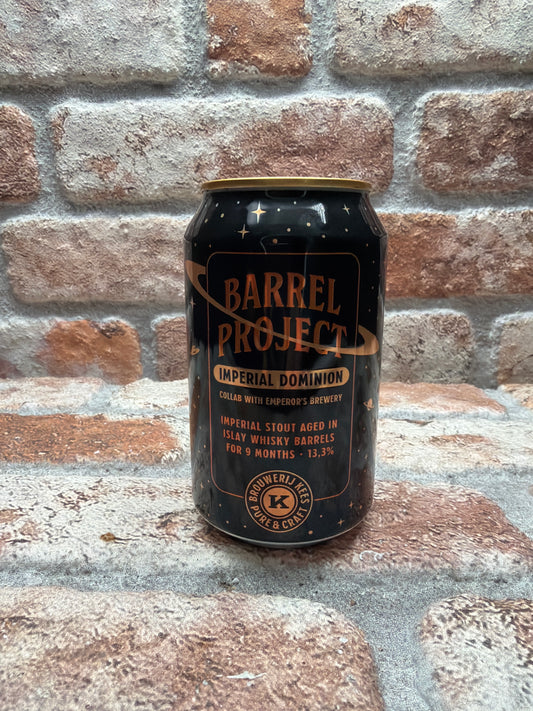 BARREL
PROJECT
IMPERIAL DOMINION
COLLAB WITH EMPEROR'S BREWERY
IMPERIAL STOUT AGED IN
ISLAY WHISKY BARRELS
FOR 9 MONTHS · 13,3%
BROUWERIJ KEES
K
PURE & CRAFT